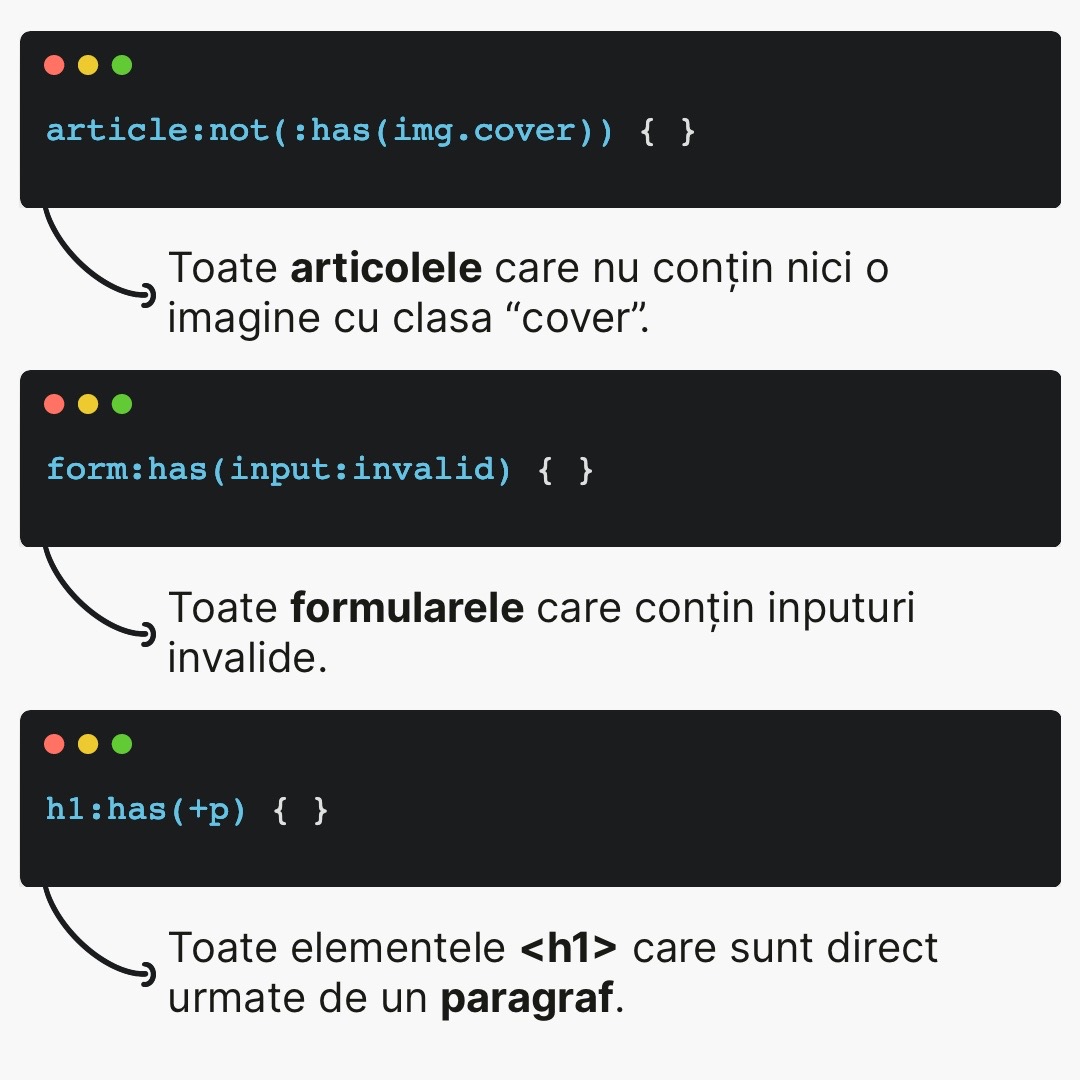 article:not(:has(img.cover)) { }
Toate articolele care nu conțin nici o
imagine cu clasa “cover”.
form:has(input:invalid) { }
Toate formularele care conțin inputuri
invalide.
h1:has(+p) { }
Toate elementele <h1> care sunt direct
urmate de un paragraf.